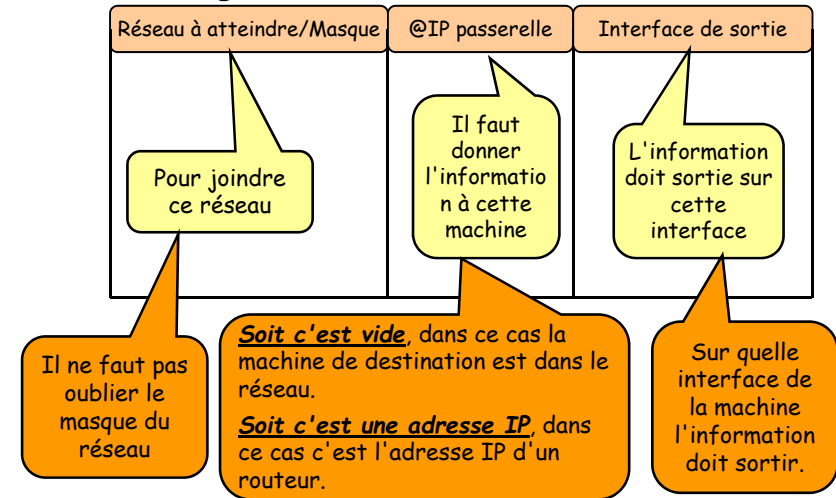 Réseau à atteindre/Masque
@IP passerelle
Interface de sortie
Pour joindre
ce réseau
Il faut
donner
l'informatio
n à cette
machine
L'information
doit sortie sur
cette
interface
Il ne faut pas
oublier le
masque du
réseau
Soit c'est vide, dans ce cas la
machine de destination est dans le
réseau.
Soit c'est une adresse IP, dans
ce cas c'est l'adresse IP d'un
routeur.
Sur quelle
interface de
la machine
l'information
doit sortir.